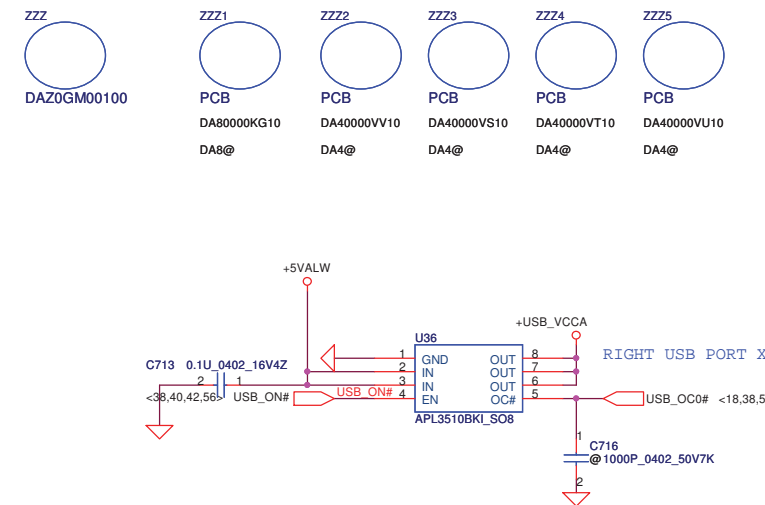 ZZZ
ZZZ1
ZZZ2
ZZZ3
ZZZ4
ZZZ5
DAZ0GM00100
PCB
PCB
PCB
PCB
PCB
DA80000KG10
DA40000VV10
DA40000VS10
DA40000VT10
DA40000VU10
DA8@
DA4@
DA4@
DA4@
DA4@
+5VALW
+USB_VCCA
U36
RIGHT USB PORT X
C713 0.1U_0402_16V4Z
1 GND OUT 8
2 IN OUT 7
2 1 3 IN OUT 6
<38,40,42,56> USB_ON# USB_ON# 4 EN OC# 5 USB_OC0# <18,38,5
APL3510BKI_SO8
1
C716
@1000P_0402_50V7K
2